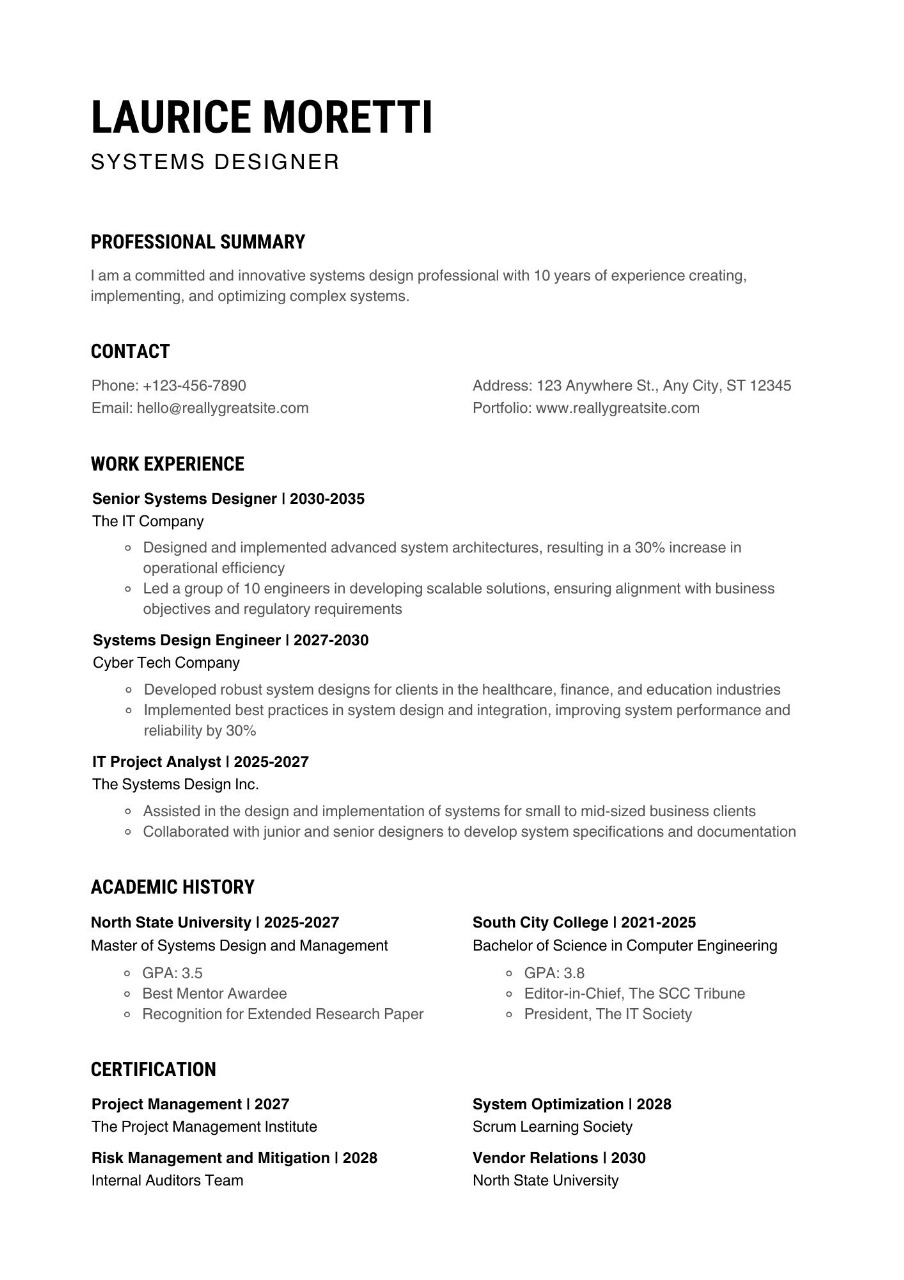 LAURICE MORETTI
SYSTEMS DESIGNER
PROFESSIONAL SUMMARY
I am a committed and innovative systems design professional with 10 years of experience creating,
implementing, and optimizing complex systems.
CONTACT
Phone: +123-456-7890
Email: hello@reallygreatsite.com
Address: 123 Anywhere St., Any City, ST 12345
Portfolio: www.reallygreatsite.com
WORK EXPERIENCE
Senior Systems Designer | 2030-2035
The IT Company
Designed and implemented advanced system architectures, resulting in a 30% increase in
operational efficiency
Led a group of 10 engineers in developing scalable solutions, ensuring alignment with business
objectives and regulatory requirements
Systems Design Engineer | 2027-2030
Cyber Tech Company
Developed robust system designs for clients in the healthcare, finance, and education industries
Implemented best practices in system design and integration, improving system performance and
reliability by 30%
IT Project Analyst | 2025-2027
The Systems Design Inc.
Assisted in the design and implementation of systems for small to mid-sized business clients
Collaborated with junior and senior designers to develop system specifications and documentation
ACADEMIC HISTORY
North State University | 2025-2027
Master of Systems Design and Management
GPA: 3.5
Best Mentor Awardee
Recognition for Extended Research Paper
South City College | 2021-2025
Bachelor of Science in Computer Engineering
GPA: 3.8
Editor-in-Chief, The SCC Tribune
President, The IT Society
CERTIFICATION
Project Management | 2027
The Project Management Institute
Risk Management and Mitigation | 2028
Internal Auditors Team
System Optimization | 2028
Scrum Learning Society
Vendor Relations | 2030
North State University